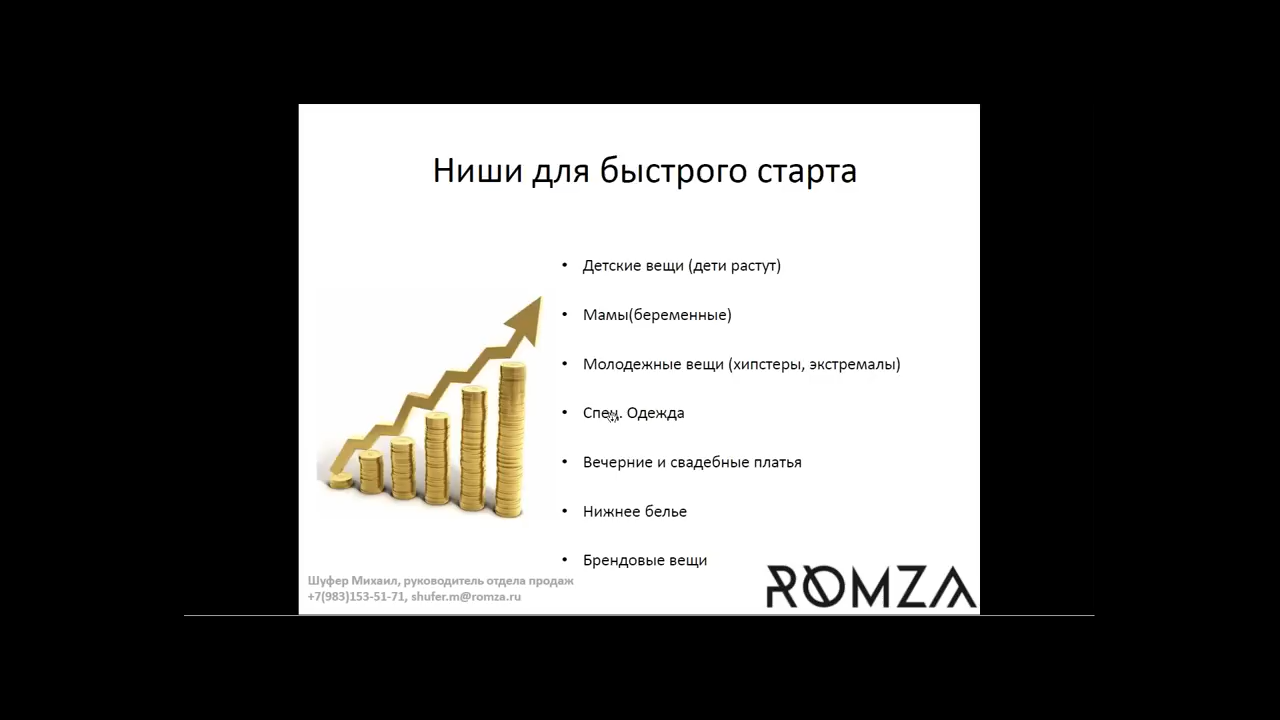 Ниши для быстрого старта
• Детские вещи (дети растут)
• Мамы(беременные)
• Молодежные вещи (хипстеры, экстремалы)
• Спец. Одежда
• Вечерние и свадебные платья
• Нижнее белье
• Брендовые вещи
Шуфер Михаил, руководитель отдела продаж
+7(983)153-51-71, shufer.m@romza.ru
ROMZA